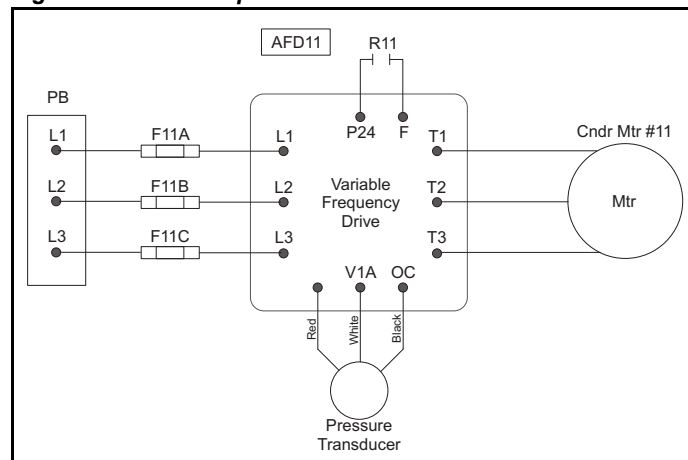 AFD11
R11
PB
L1
F11A
L1
P24
F
T1
Cndr Mtr #11
L2
F11B
L2
Variable
Frequency
Drive
T2
Mtr
L3
F11C
L3
T3
V1A
OC
Red
White
Black
Pressure
Transducer